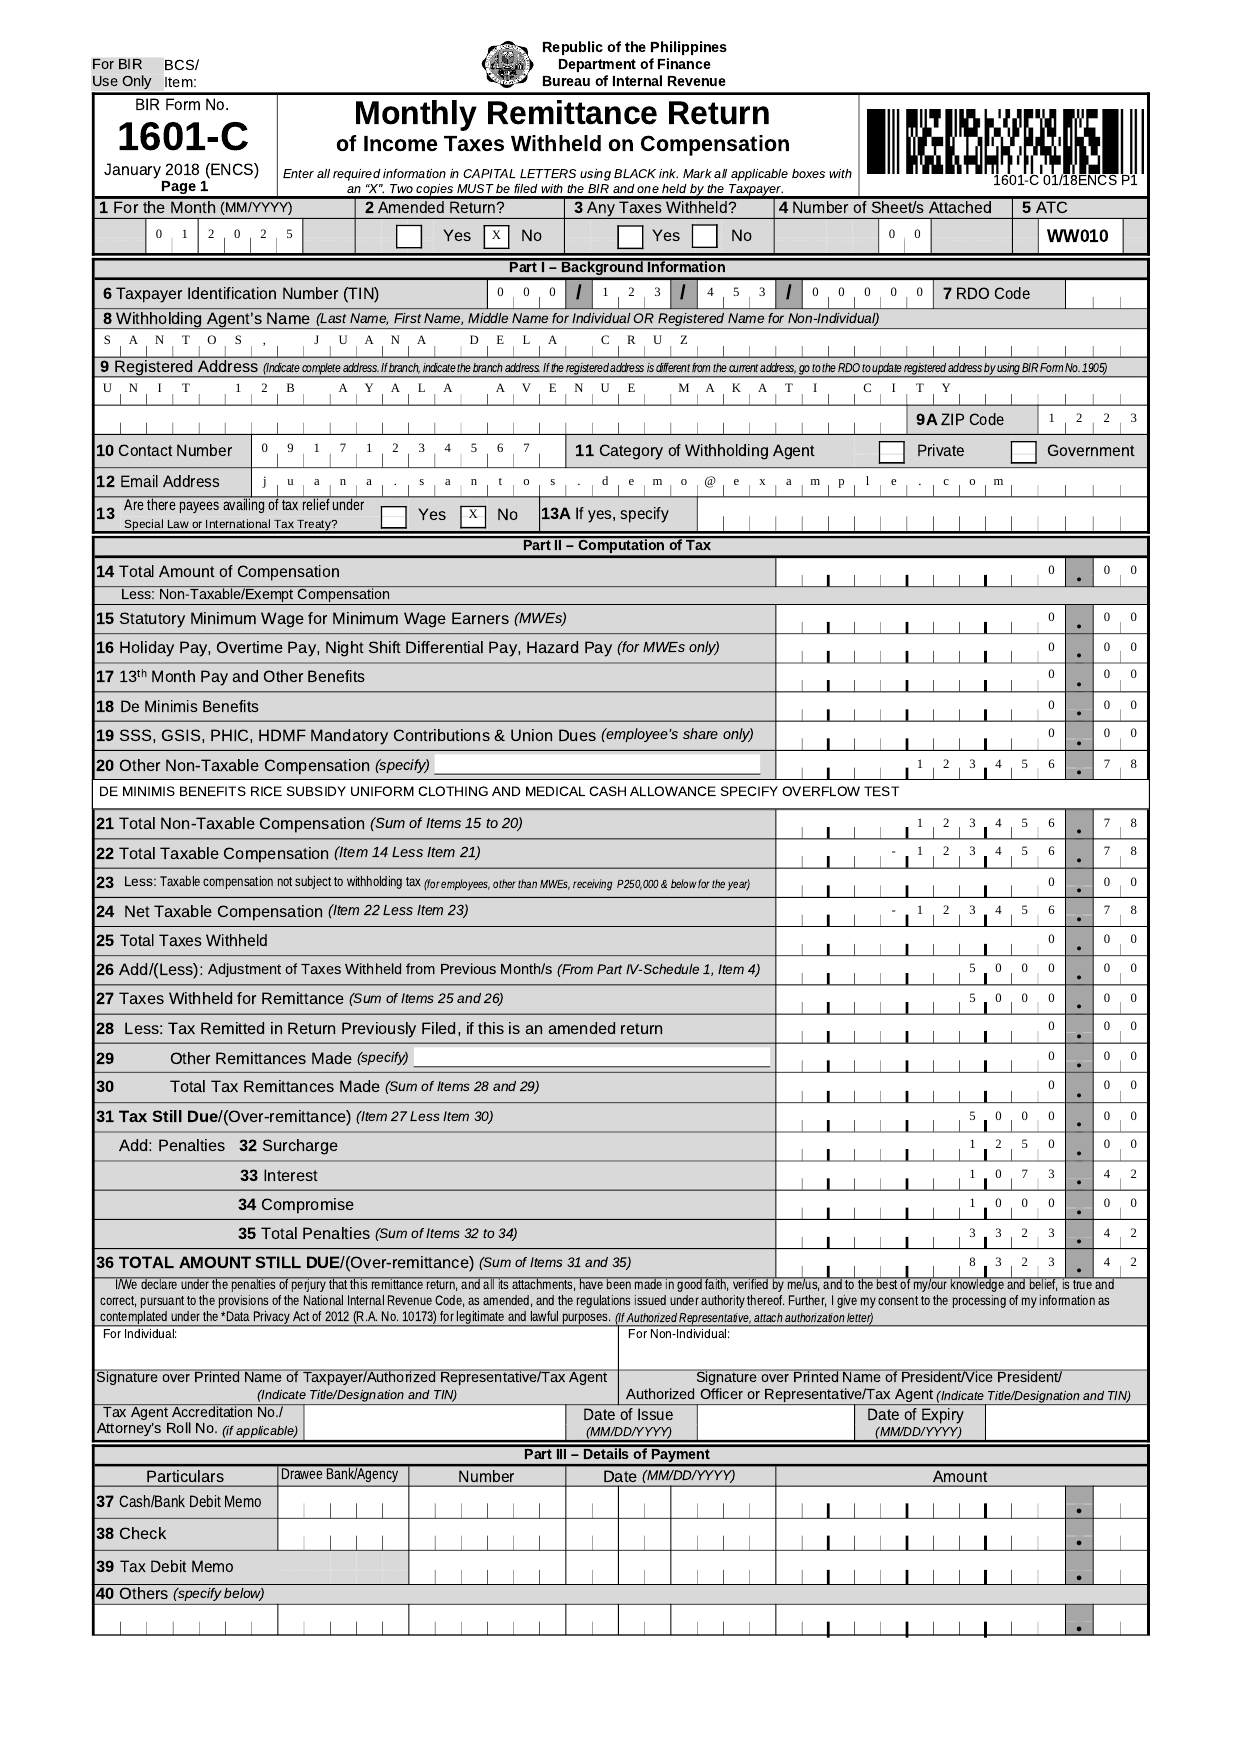 Republic of the Philippines
For BIR BCS/ Department of Finance
Use Only Item: Bureau of Internal Revenue
BIR Form No.
1601-C
January 2018 (ENCS)
Page 1
Monthly Remittance Return
of Income Taxes Withheld on Compensation
Enter all required information in CAPITAL LETTERS using BLACK ink. Mark all applicable boxes with
an “X”. Two copies MUST be filed with the BIR and one held by the Taxpayer.
1601-C 01/18ENCS P1
1 For the Month (MM/YYYY) 2 Amended Return? 3 Any Taxes Withheld? 4 Number of Sheet/s Attached 5 ATC
0 1 2 0 2 5 Yes X No Yes No 0 0 WW010
Part I – Background Information
6 Taxpayer Identification Number (TIN) 0 0 0 / 1 2 3 / 4 5 3 / 0 0 0 0 0 7 RDO Code
8 Withholding Agent’s Name (Last Name, First Name, Middle Name for Individual OR Registered Name for Non-Individual)
S A N T O S , J U A N A D E L A C R U Z
9 Registered Address (Indicate complete address. If branch, indicate the branch address. If the registered address is different from the current address, go to the RDO to update registered address by using BIR Form No. 1905)
U N I T 1 2 B A Y A L A A V E N U E M A K A T I C I T Y
9A ZIP Code 1 2 2 3
10 Contact Number 0 9 1 7 1 2 3 4 5 6 7 11 Category of Withholding Agent Private Government
12 Email Address j u a n a . s a n t o s . d e m o @ e x a m p l e . c o m
13 Are there payees availing of tax relief under
Special Law or International Tax Treaty? Yes X No 13A If yes, specify
Part II – Computation of Tax
14 Total Amount of Compensation 0 . 0 0
Less: Non-Taxable/Exempt Compensation
15 Statutory Minimum Wage for Minimum Wage Earners (MWEs) 0 . 0 0
16 Holiday Pay, Overtime Pay, Night Shift Differential Pay, Hazard Pay (for MWEs only) 0 . 0 0
17 13th Month Pay and Other Benefits 0 . 0 0
18 De Minimis Benefits 0 . 0 0
19 SSS, GSIS, PHIC, HDMF Mandatory Contributions & Union Dues (employee’s share only) 0 . 0 0
20 Other Non-Taxable Compensation (specify) 1 2 3 4 5 6 . 7 8
DE MINIMIS BENEFITS RICE SUBSIDY UNIFORM CLOTHING AND MEDICAL CASH ALLOWANCE SPECIFY OVERFLOW TEST
21 Total Non-Taxable Compensation (Sum of Items 15 to 20) 1 2 3 4 5 6 . 7 8
22 Total Taxable Compensation (Item 14 Less Item 21) - 1 2 3 4 5 6 . 7 8
23 Less: Taxable compensation not subject to withholding tax (for employees, other than MWEs, receiving P250,000 & below for the year) 0 . 0 0
24 Net Taxable Compensation (Item 22 Less Item 23) - 1 2 3 4 5 6 . 7 8
25 Total Taxes Withheld 0 . 0 0
26 Add/(Less): Adjustment of Taxes Withheld from Previous Month/s (From Part IV-Schedule 1, Item 4) 5 0 0 0 . 0 0
27 Taxes Withheld for Remittance (Sum of Items 25 and 26) 5 0 0 0 . 0 0
28 Less: Tax Remitted in Return Previously Filed, if this is an amended return 0 . 0 0
29 Other Remittances Made (specify) 0 . 0 0
30 Total Tax Remittances Made (Sum of Items 28 and 29) 0 . 0 0
31 Tax Still Due/(Over-remittance) (Item 27 Less Item 30) 5 0 0 0 . 0 0
Add: Penalties 32 Surcharge 1 2 5 0 . 0 0
33 Interest 1 0 7 3 . 4 2
34 Compromise 1 0 0 0 . 0 0
35 Total Penalties (Sum of Items 32 to 34) 3 3 2 3 . 4 2
36 TOTAL AMOUNT STILL DUE/(Over-remittance) (Sum of Items 31 and 35) 8 3 2 3 . 4 2
I/We declare under the penalties of perjury that this remittance return, and all its attachments, have been made in good faith, verified by me/us, and to the best of my/our knowledge and belief, is true and
correct, pursuant to the provisions of the National Internal Revenue Code, as amended, and the regulations issued under authority thereof. Further, I give my consent to the processing of my information as
contemplated under the *Data Privacy Act of 2012 (R.A. No. 10173) for legitimate and lawful purposes. (If Authorized Representative, attach authorization letter)
For Individual: For Non-Individual:
Signature over Printed Name of Taxpayer/Authorized Representative/Tax Agent
(Indicate Title/Designation and TIN)
Signature over Printed Name of President/Vice President/
Authorized Officer or Representative/Tax Agent (Indicate Title/Designation and TIN)
Tax Agent Accreditation No./
Attorney’s Roll No. (if applicable)
Date of Issue
(MM/DD/YYYY)
Date of Expiry
(MM/DD/YYYY)
Part III – Details of Payment
Particulars Drawee Bank/Agency Number Date (MM/DD/YYYY) Amount
37 Cash/Bank Debit Memo .
38 Check .
39 Tax Debit Memo .
40 Others (specify below)
.